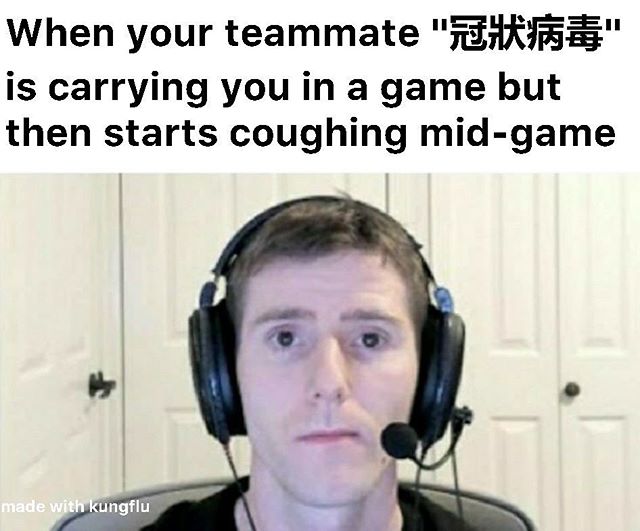 When your teammate "冠狀病毒"
is carrying you in a game but
then starts coughing mid-game
made with kungflu